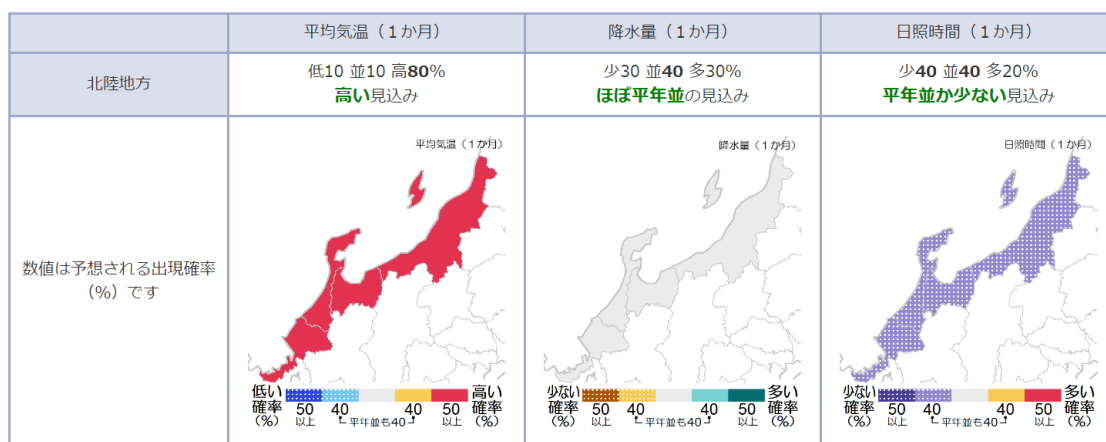 平均気温（１か月）
降水量（１か月）
日照時間（１か月）
北陸地方
低10 並10 高80%
高い見込み
少30 並40 多30%
ほぼ平年並の見込み
少40 並40 多20%
平年並か少ない見込み
数値は予想される出現確率
（%）です
平均気温（１か月）
低い
確率
(%)
50
以上
40
平年並も40
40
50
以上
高い
確率
(%)
降水量（１か月）
少ない
確率
(%)
50
以上
40
平年並も40
40
50
以上
多い
確率
(%)
日照時間（１か月）
少ない
確率
(%)
50
以上
40
平年並も40
40
50
以上
多い
確率
(%)